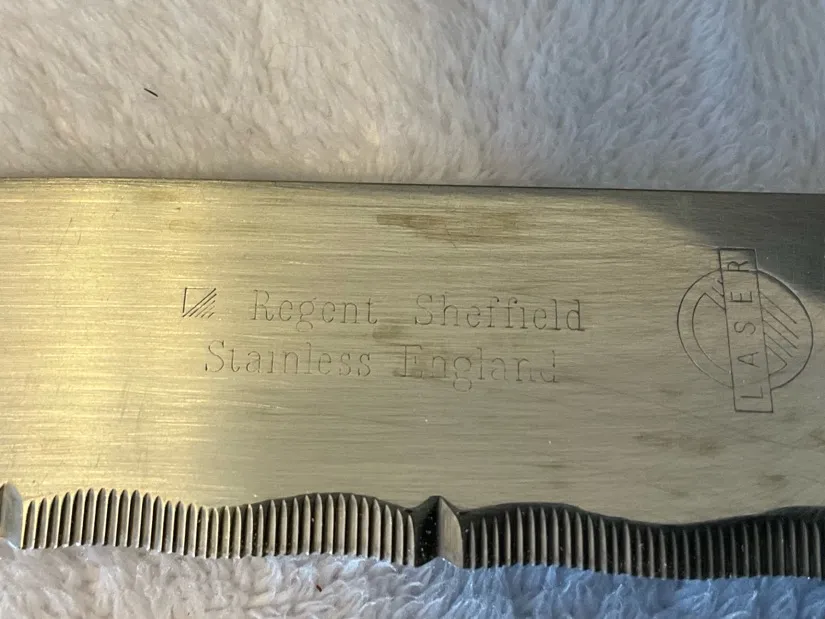 Regent Sheffield
Stainless England
LASER